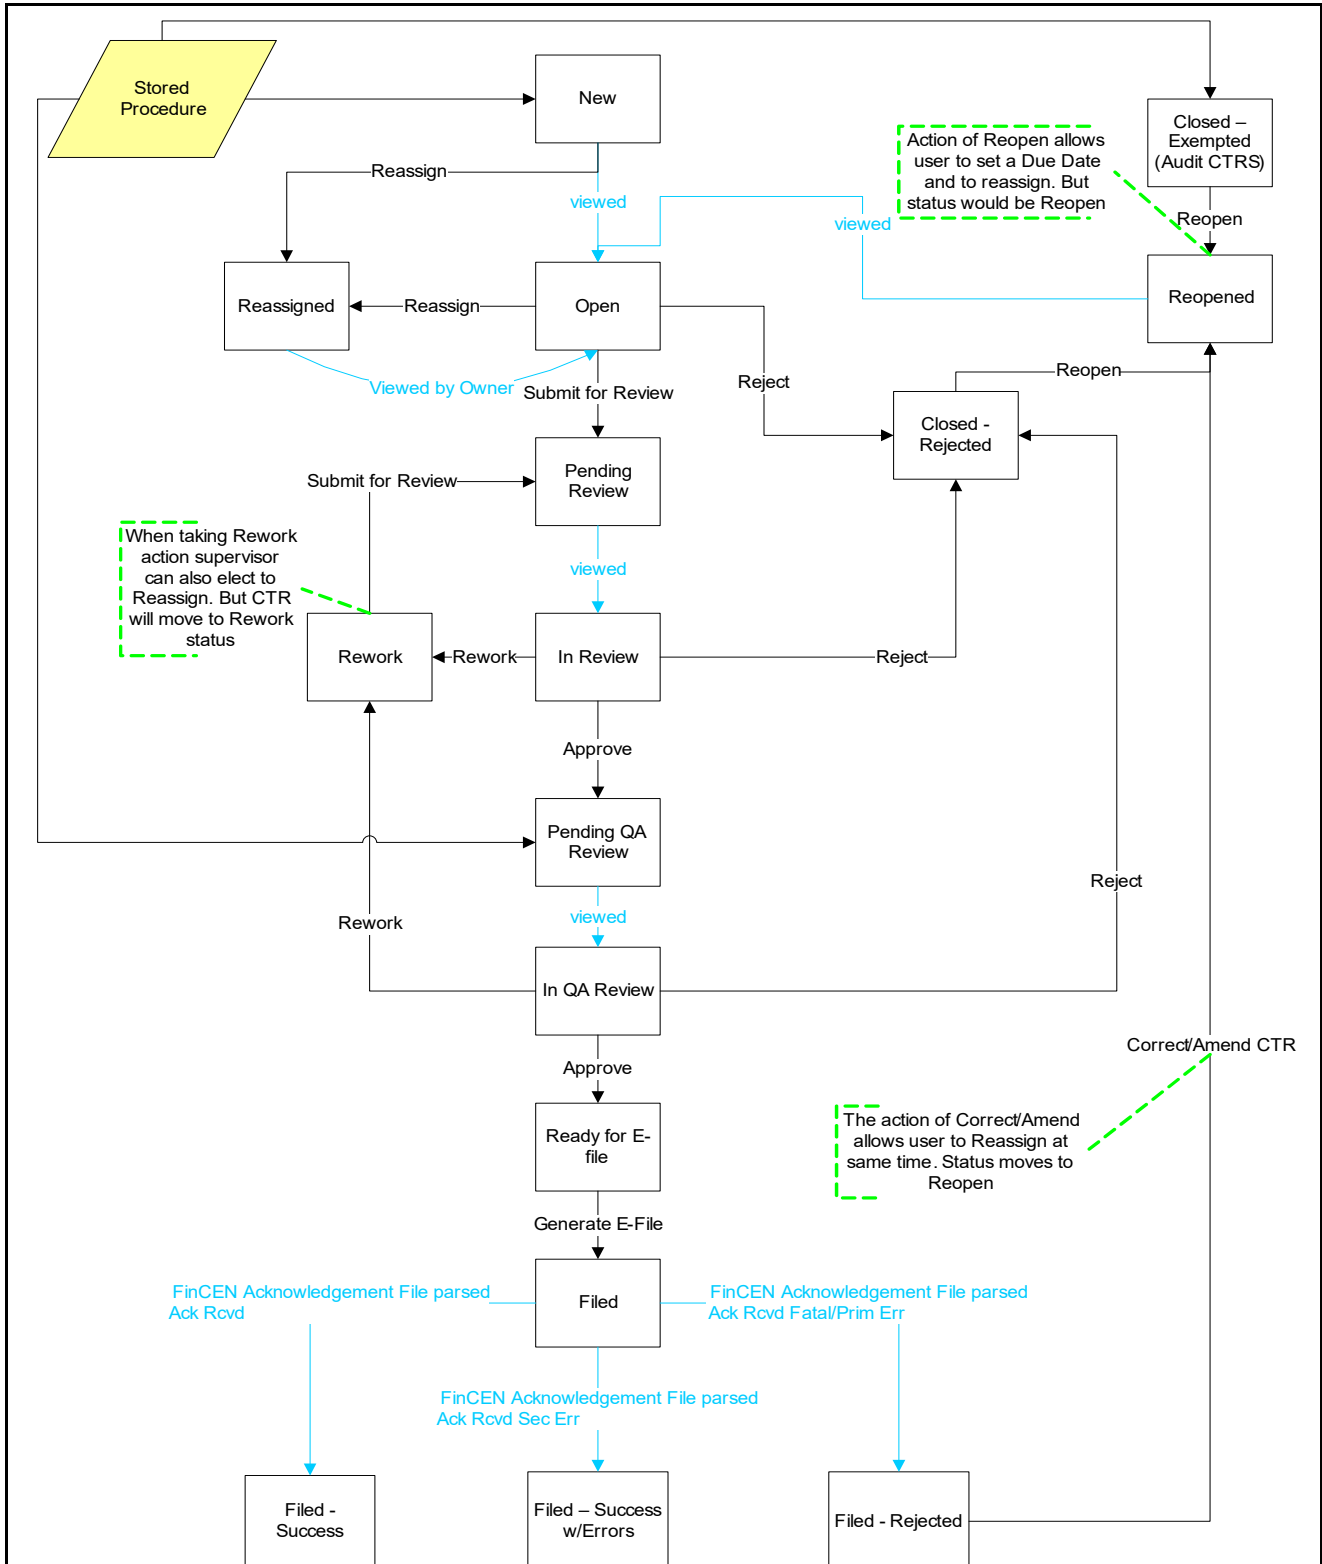 Stored
Procedure
New
Closed –
Exempted
(Audit CTRS)
Action of Reopen allows
user to set a Due Date
and to reassign. But
status would be Reopen
Reassign
viewed
viewed
Reopen
Reassigned
Reassign
Open
Reopened
Viewed by Owner
Submit for Review
Reject
Reopen
Closed -
Rejected
Submit for Review
Pending
Review
When taking Rework
action supervisor
can also elect to
Reassign. But CTR
will move to Rework
status
viewed
Rework
Rework
In Review
Reject
Approve
Pending QA
Review
Reject
Rework
viewed
In QA Review
Correct/Amend CTR
Approve
Ready for E-
file
The action of Correct/Amend
allows user to Reassign at
same time. Status moves to
Reopen
Generate E-File
FinCEN Acknowledgement File parsed
Ack Rcvd
Filed
FinCEN Acknowledgement File parsed
Ack Rcvd Fatal/Prim Err
FinCEN Acknowledgement File parsed
Ack Rcvd Sec Err
Filed -
Success
Filed – Success
w/Errors
Filed - Rejected